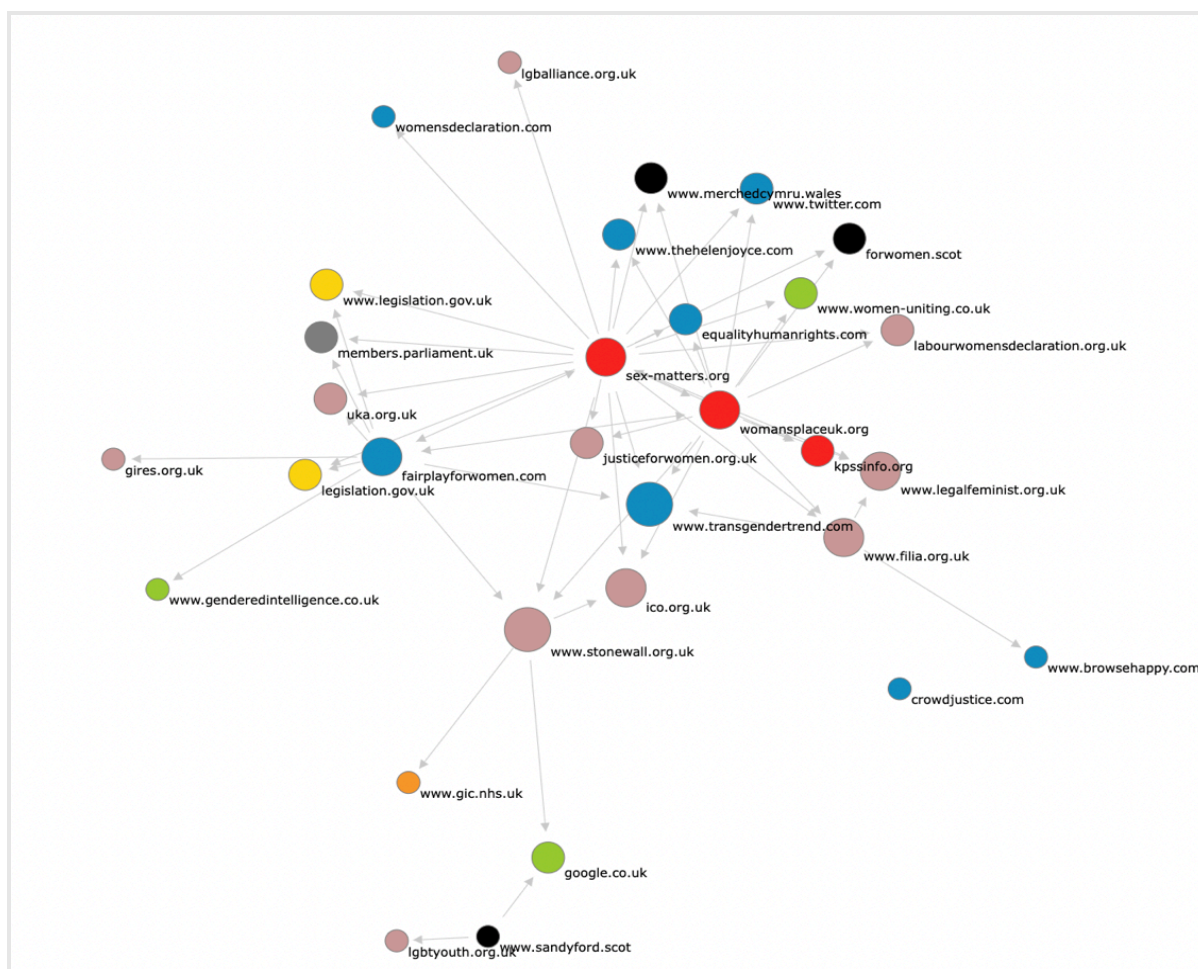 lgballiance.org.uk
womensdeclaration.com
www.merchedcymru.wales
www.twitter.com
www.thehelenjoyce.com
forwomen.scot
www.legislation.gov.uk
www.women-uniting.co.uk
equalityhumanrights.com
labourwomensdeclaration.org.uk
members.parliament.uk
sex-matters.org
uka.org.uk
womansplaceuk.org
justiceforwomen.org.uk
kpssinfo.org
gires.org.uk
fairplayforwomen.com
legislation.gov.uk
www.legalfeminist.org.uk
www.transgendertrend.com
www.filia.org.uk
www.genderedintelligence.co.uk
ico.org.uk
www.stonewall.org.uk
www.browsehappy.com
crowdjustice.com
www.gic.nhs.uk
google.co.uk
www.sandyford.scot
lgbtyouth.org.uk